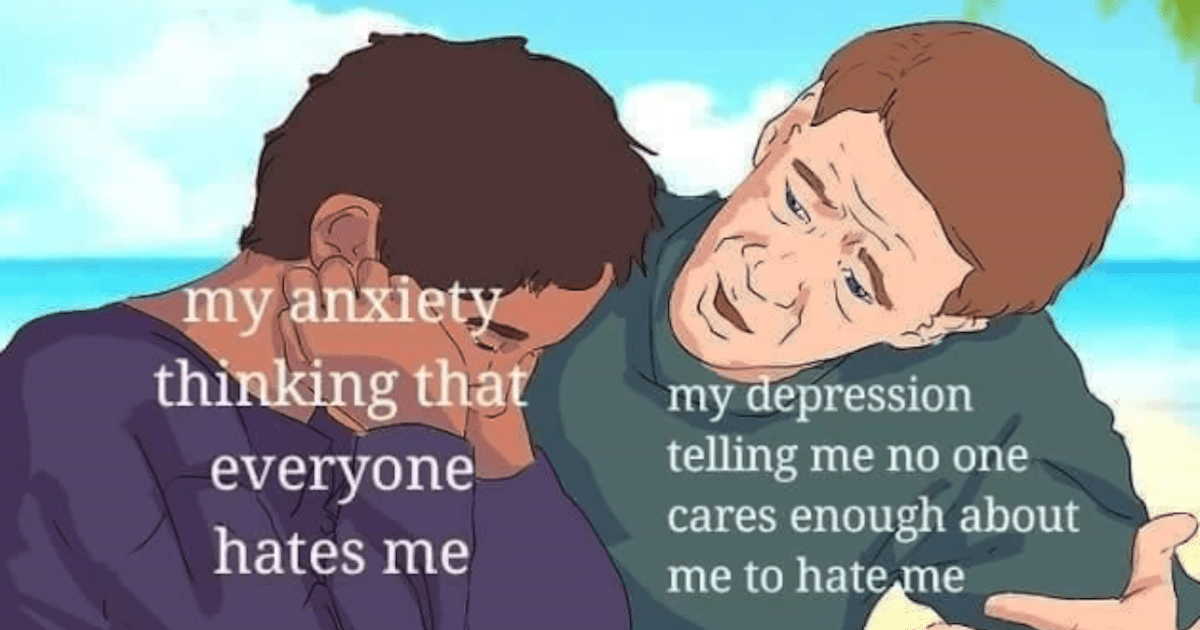 my anxiety
thinking that
everyone
hates me
my depression
telling me no one
cares enough about
me to hate me